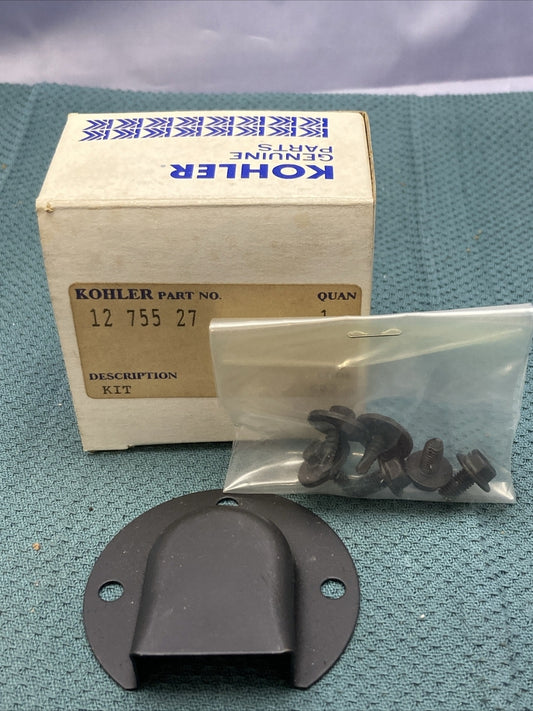 KOHLER
GENUINE
PARTS
KOHLER PART NO.
QUAN
12 755 27
1
DESCRIPTION
KIT